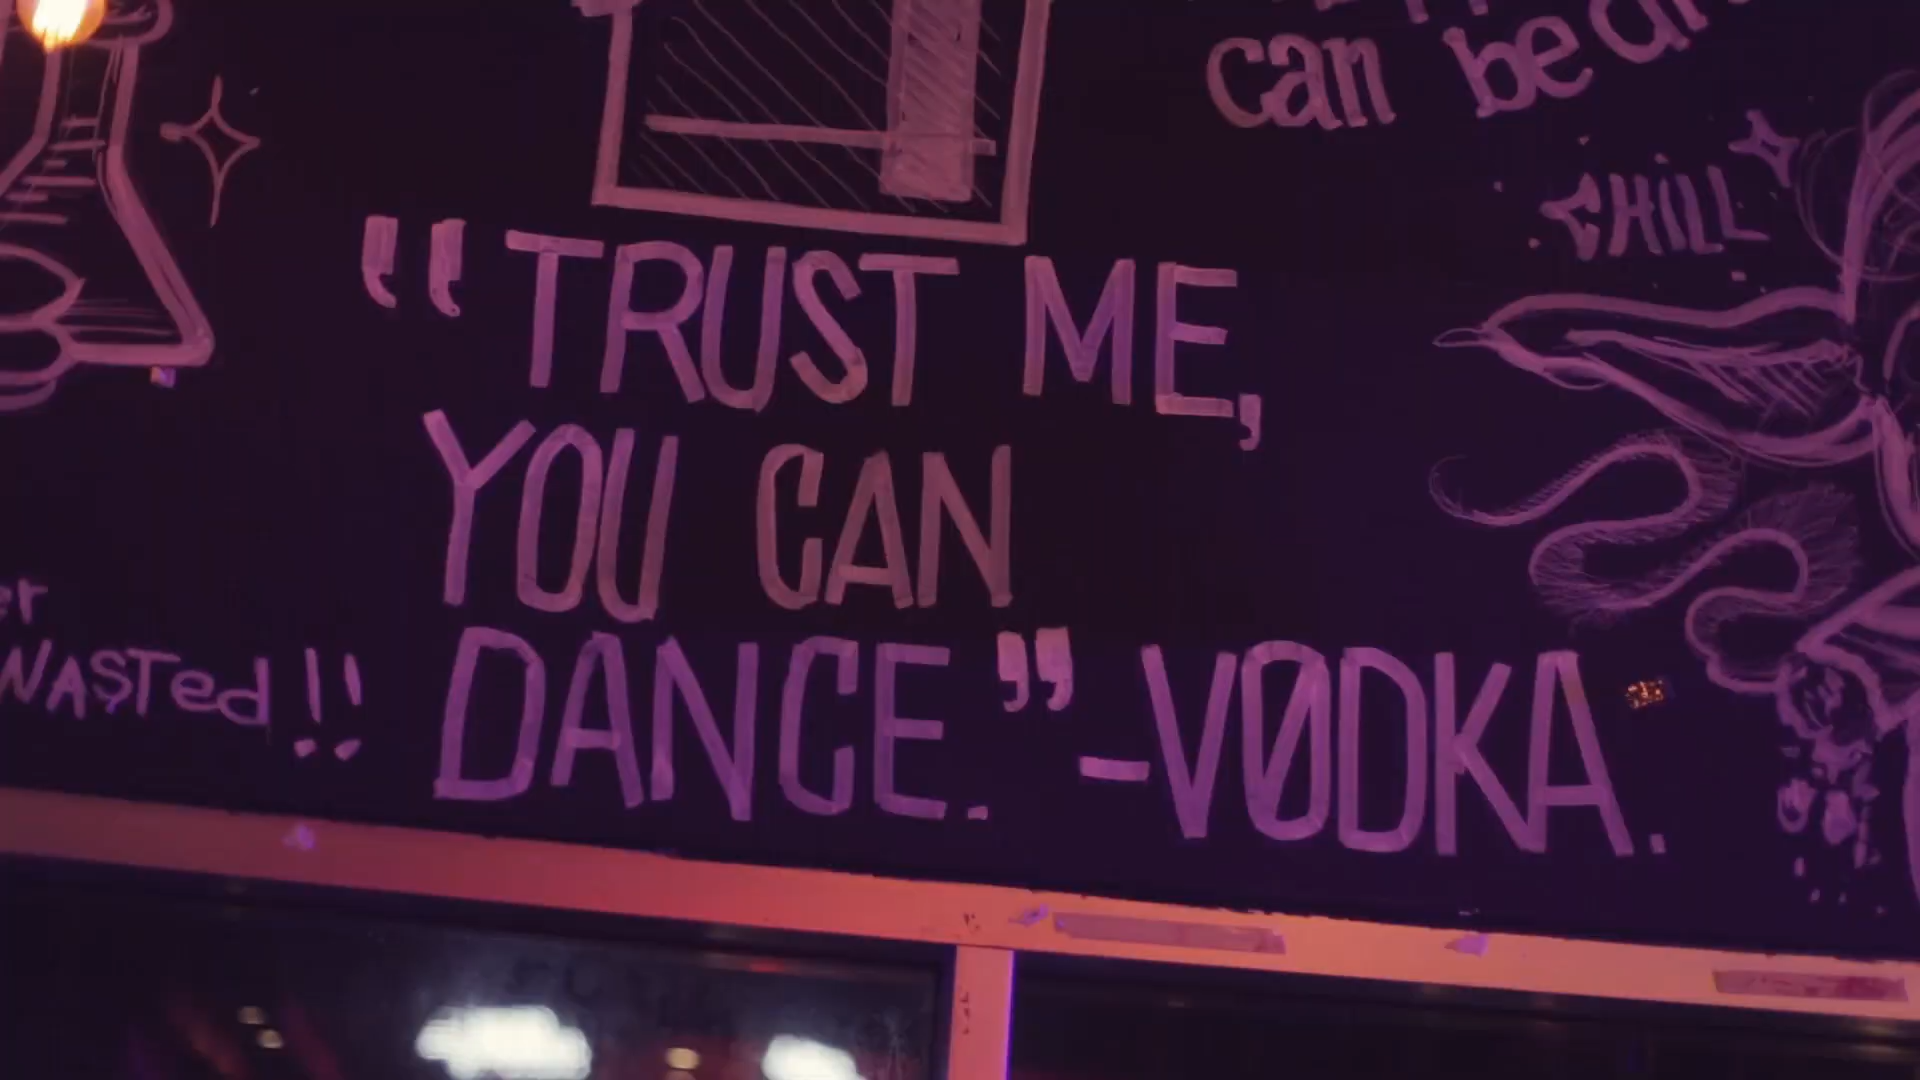 can be
CHILL
“TRUST ME,
YOU CAN
DANCE.” -VØDKA.
WASTed!!